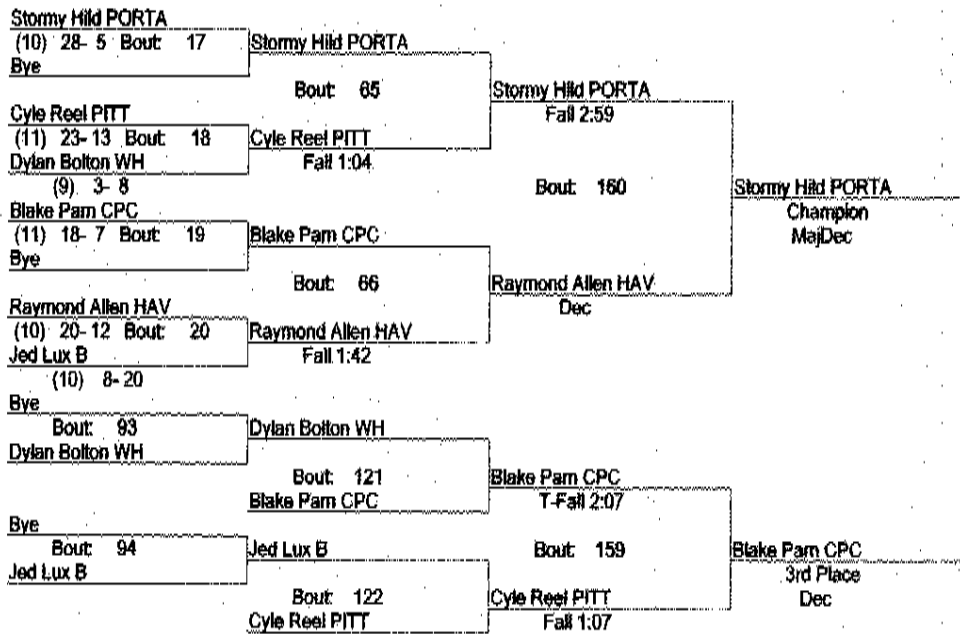 Stormy Hild PORTA
(10) 28- 5 Bout: 17
Bye
Stormy Hild PORTA
Bout: 65
Cyle Reel PITT
(11) 23- 13 Bout: 18
Dylan Bolton WH
(9) 3- 8
Cyle Reel PITT
Fall 1:04
Stormy Hild PORTA
Fall 2:59
Blake Parn CPC
(11) 18- 7 Bout: 19
Bye
Blake Parn CPC
Bout: 66
Raymond Allen HAV
(10) 20- 12 Bout: 20
Jed Lux B
(10) 8- 20
Raymond Allen HAV
Fall 1:42
Raymond Allen HAV
Dec
Bout: 160
Stormy Hild PORTA
Champion
MajDec
Bye
Bout: 93
Dylan Bolton WH
Dylan Bolton WH
Bout: 121
Blake Parn CPC
Blake Parn CPC
T-Fall 2:07
Bye
Bout: 94
Jed Lux B
Jed Lux B
Bout: 122
Cyle Reel PITT
Cyle Reel PITT
Fall 1:07
Bout: 159
Blake Parn CPC
3rd Place
Dec